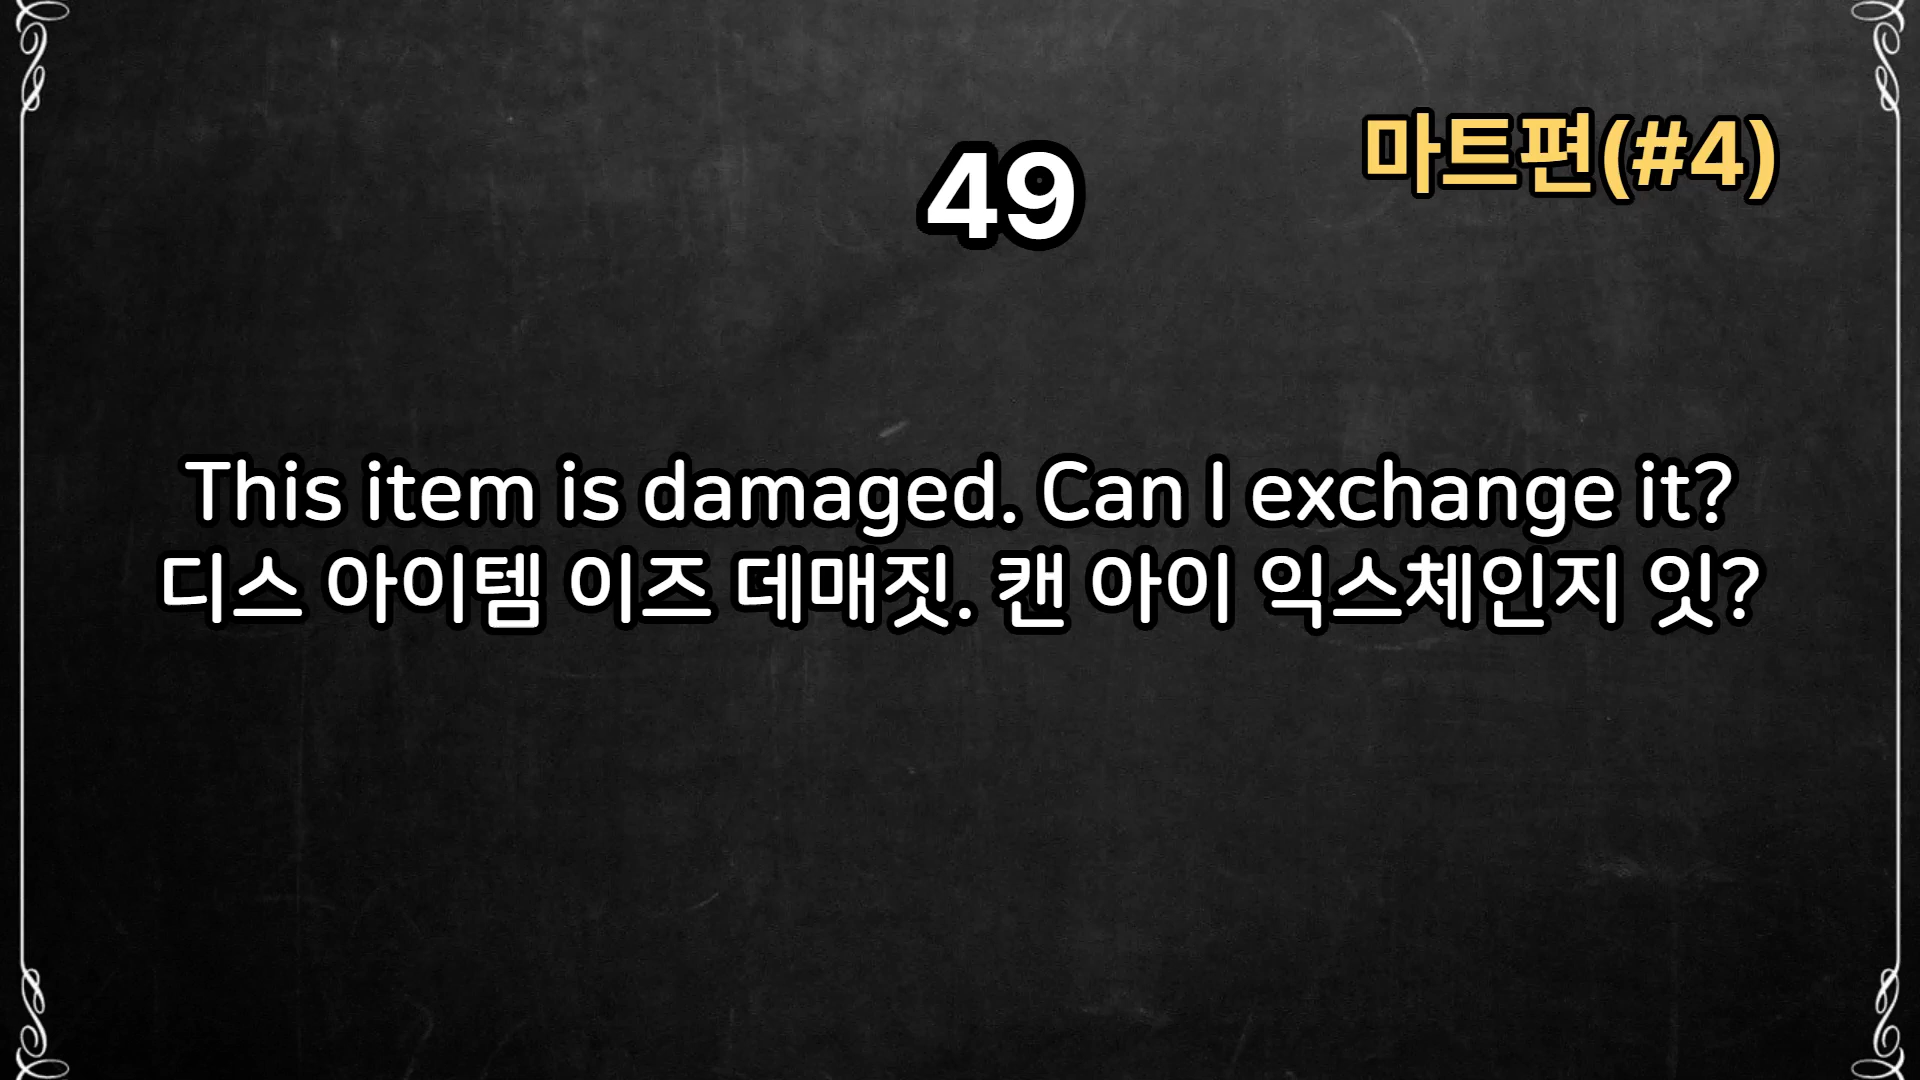 마트편(#4)
49
This item is damaged. Can I exchange it?
디스 아이템 이즈 데매짓. 캔 아이 익스체인지 잇?